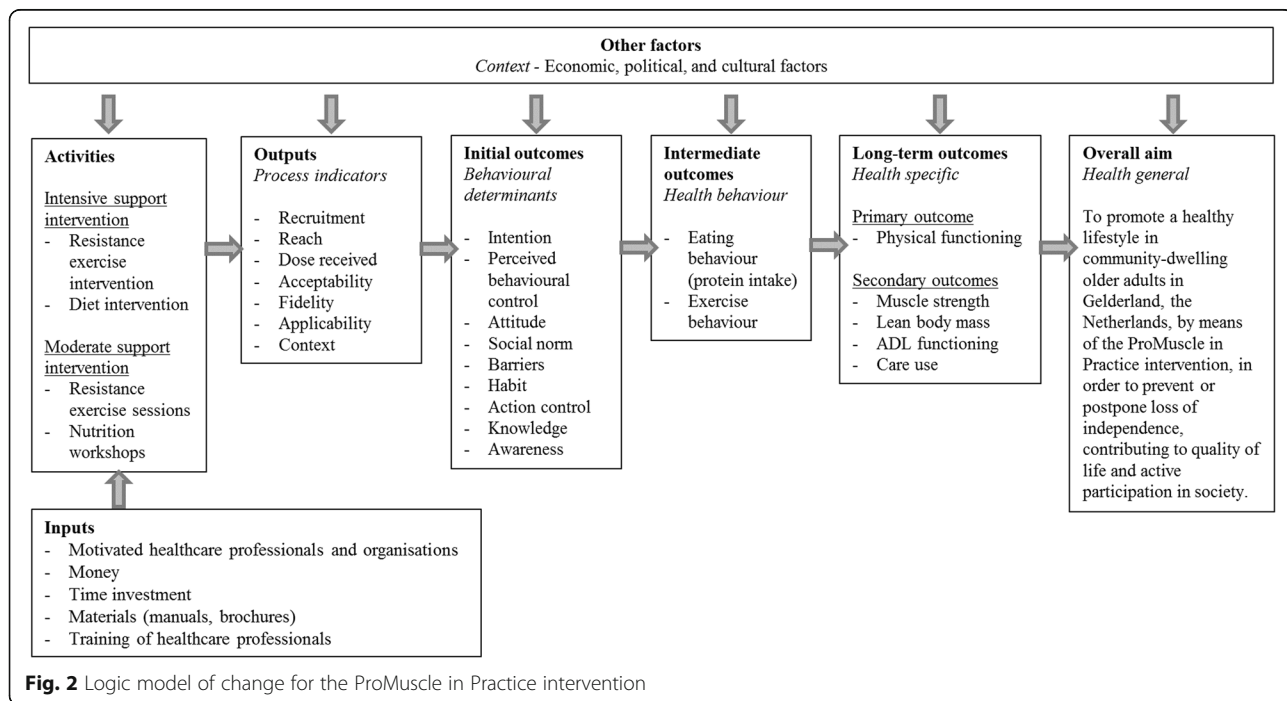 Other factors
Context - Economic, political, and cultural factors
Activities
Intensive support
intervention
- Resistance
exercise
intervention
- Diet intervention
Moderate support
intervention
- Resistance
exercise sessions
- Nutrition
workshops
Outputs
Process indicators
- Recruitment
- Reach
- Dose received
- Acceptability
- Fidelity
- Applicability
- Context
Initial outcomes
Behavioural
determinants
- Intention
- Perceived
behavioural
control
- Attitude
- Social norm
- Barriers
- Habit
- Action control
- Knowledge
- Awareness
Intermediate
outcomes
Health behaviour
- Eating
behaviour
(protein intake)
- Exercise
behaviour
Long-term outcomes
Health specific
Primary outcome
- Physical functioning
Secondary outcomes
- Muscle strength
- Lean body mass
- ADL functioning
- Care use
Overall aim
Health general
To promote a healthy
lifestyle in
community-dwelling
older adults in
Gelderland, the
Netherlands, by means
of the ProMuscle in
Practice intervention, in
order to prevent or
postpone loss of
independence,
contributing to quality of
life and active
participation in society.
Inputs
- Motivated healthcare professionals and organisations
- Money
- Time investment
- Materials (manuals, brochures)
- Training of healthcare professionals
Fig. 2 Logic model of change for the ProMuscle in Practice intervention